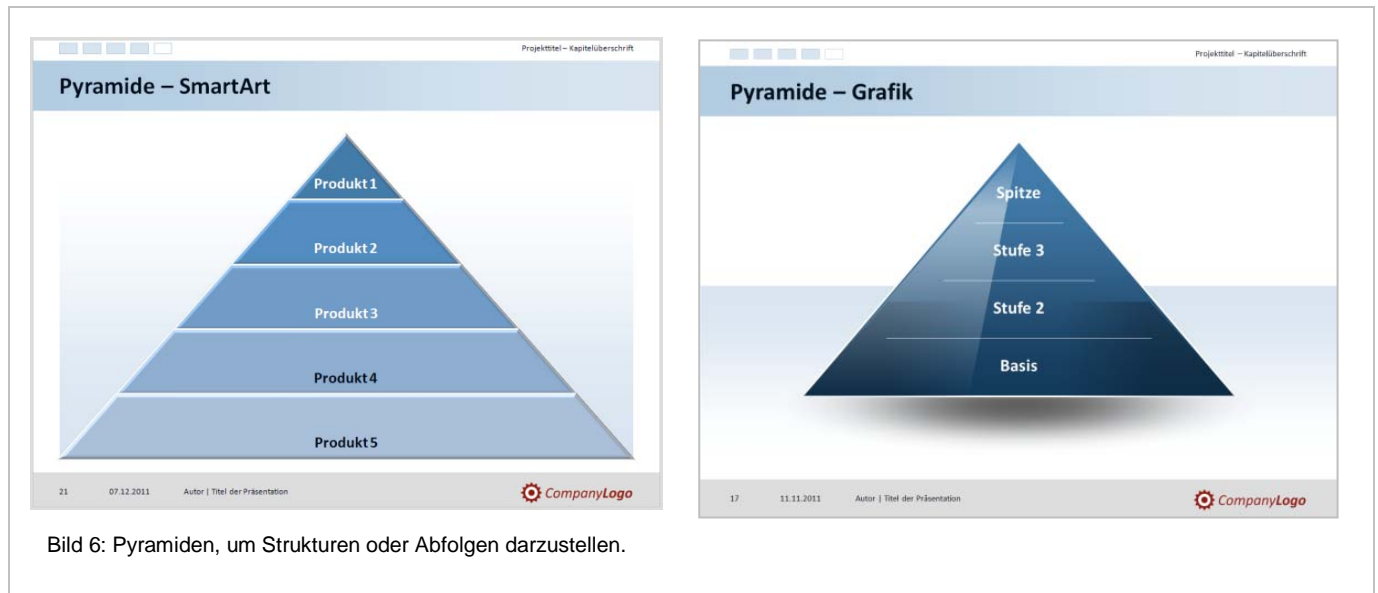 Projekttitel – Kapitelüberschrift
Pyramide – SmartArt
Produkt 1
Produkt 2
Produkt 3
Produkt 4
Produkt 5
21 07.12.2011 Autor | Titel der Präsentation CompanyLogo
Projekttitel – Kapitelüberschrift
Pyramide – Grafik
Spitze
Stufe 3
Stufe 2
Basis
17 11.11.2011 Autor | Titel der Präsentation CompanyLogo
Bild 6: Pyramiden, um Strukturen oder Abfolgen darzustellen.